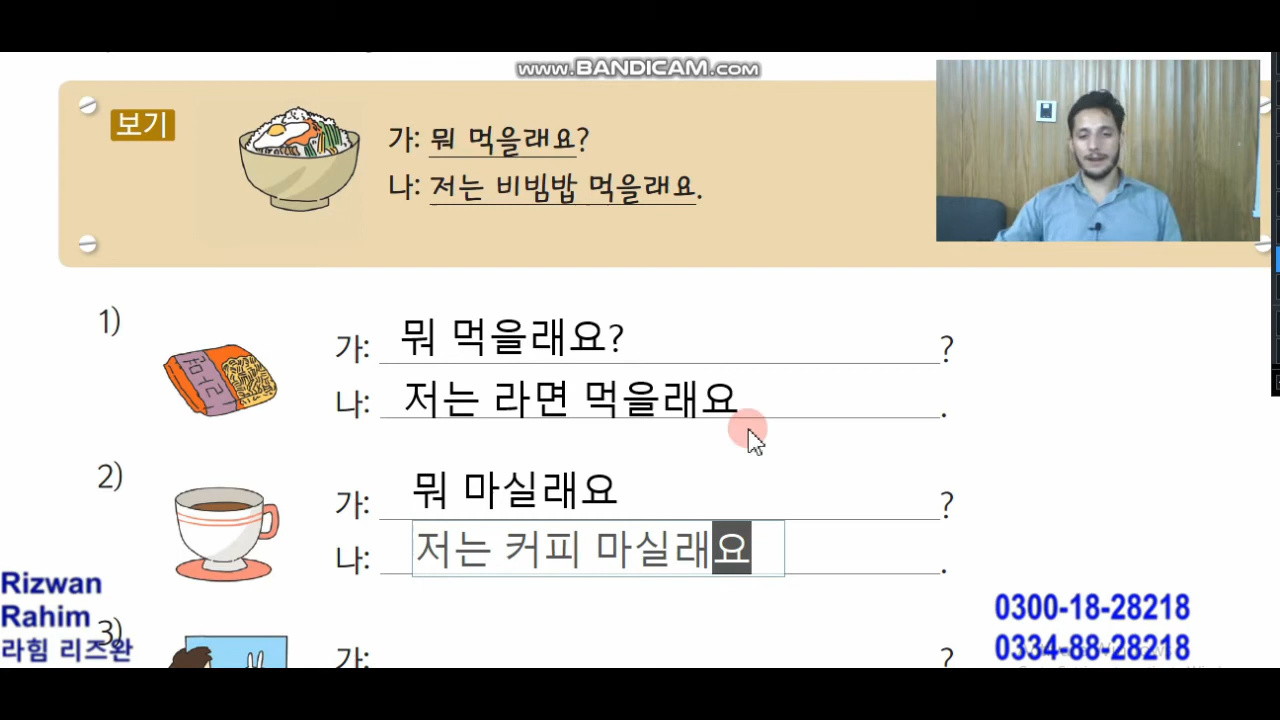 www.BANDICAM.com
보기
가: 뭐 먹을래요?
나: 저는 비빔밥 먹을래요.
1)
가: 뭐 먹을래요? ?
나: 저는 라면 먹을래요 .
2)
가: 뭐 마실래요 ?
나: 저는 커피 마실래요 .
3)
가: ?
Rizwan
Rahim
라힘 리즈완
0300-18-28218
0334-88-28218